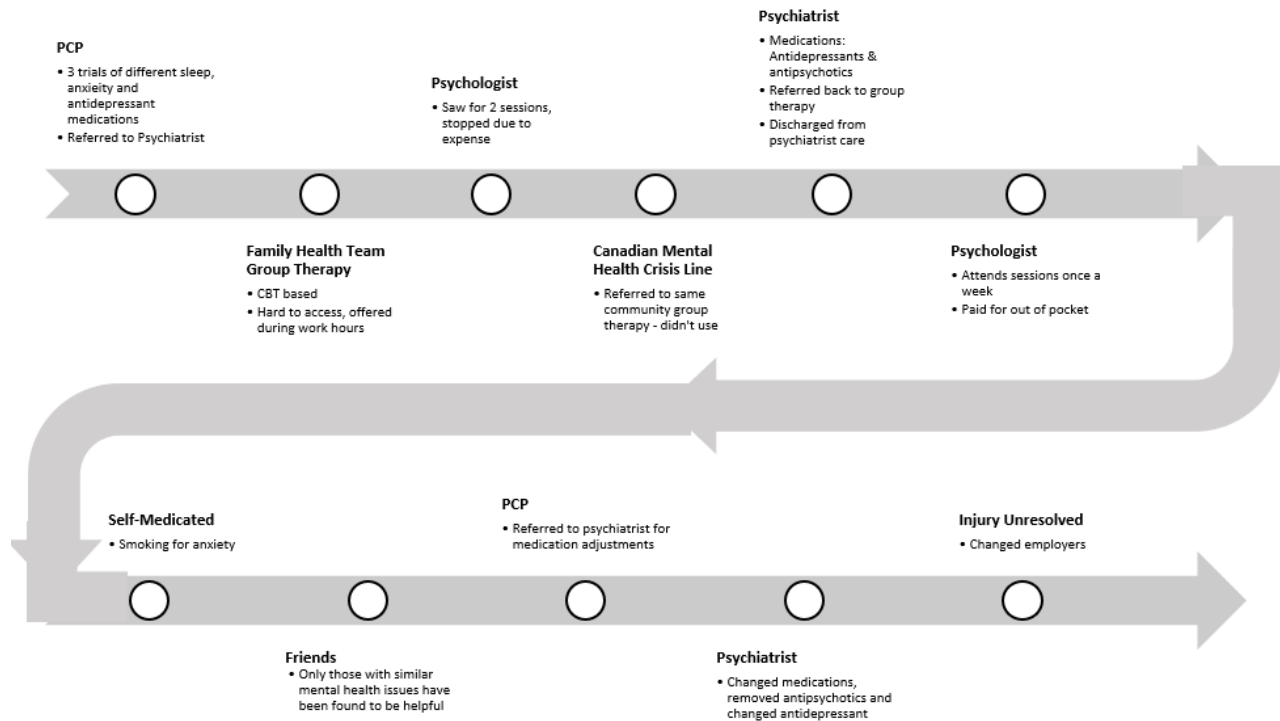 PCP
• 3 trials of different sleep,
anxieity and
antidepressant
medications
• Referred to Psychiatrist
Family Health Team
Group Therapy
• CBT based
• Hard to access, offered
during work hours
Psychologist
• Saw for 2 sessions,
stopped due to
expense
Canadian Mental
Health Crisis Line
• Referred to same
community group
therapy - didn't use
Psychiatrist
• Medications:
Antidepressants &
antipsychotics
• Referred back to group
therapy
• Discharged from
psychiatrist care
Psychologist
• Attends sessions once a
week
• Paid for out of pocket
Self-Medicated
• Smoking for anxiety
Friends
• Only those with similar
mental health issues have
been found to be helpful
PCP
• Referred to psychiatrist for
medication adjustments
Psychiatrist
• Changed medications,
removed antipsychotics and
changed antidepressant
Injury Unresolved
• Changed employers